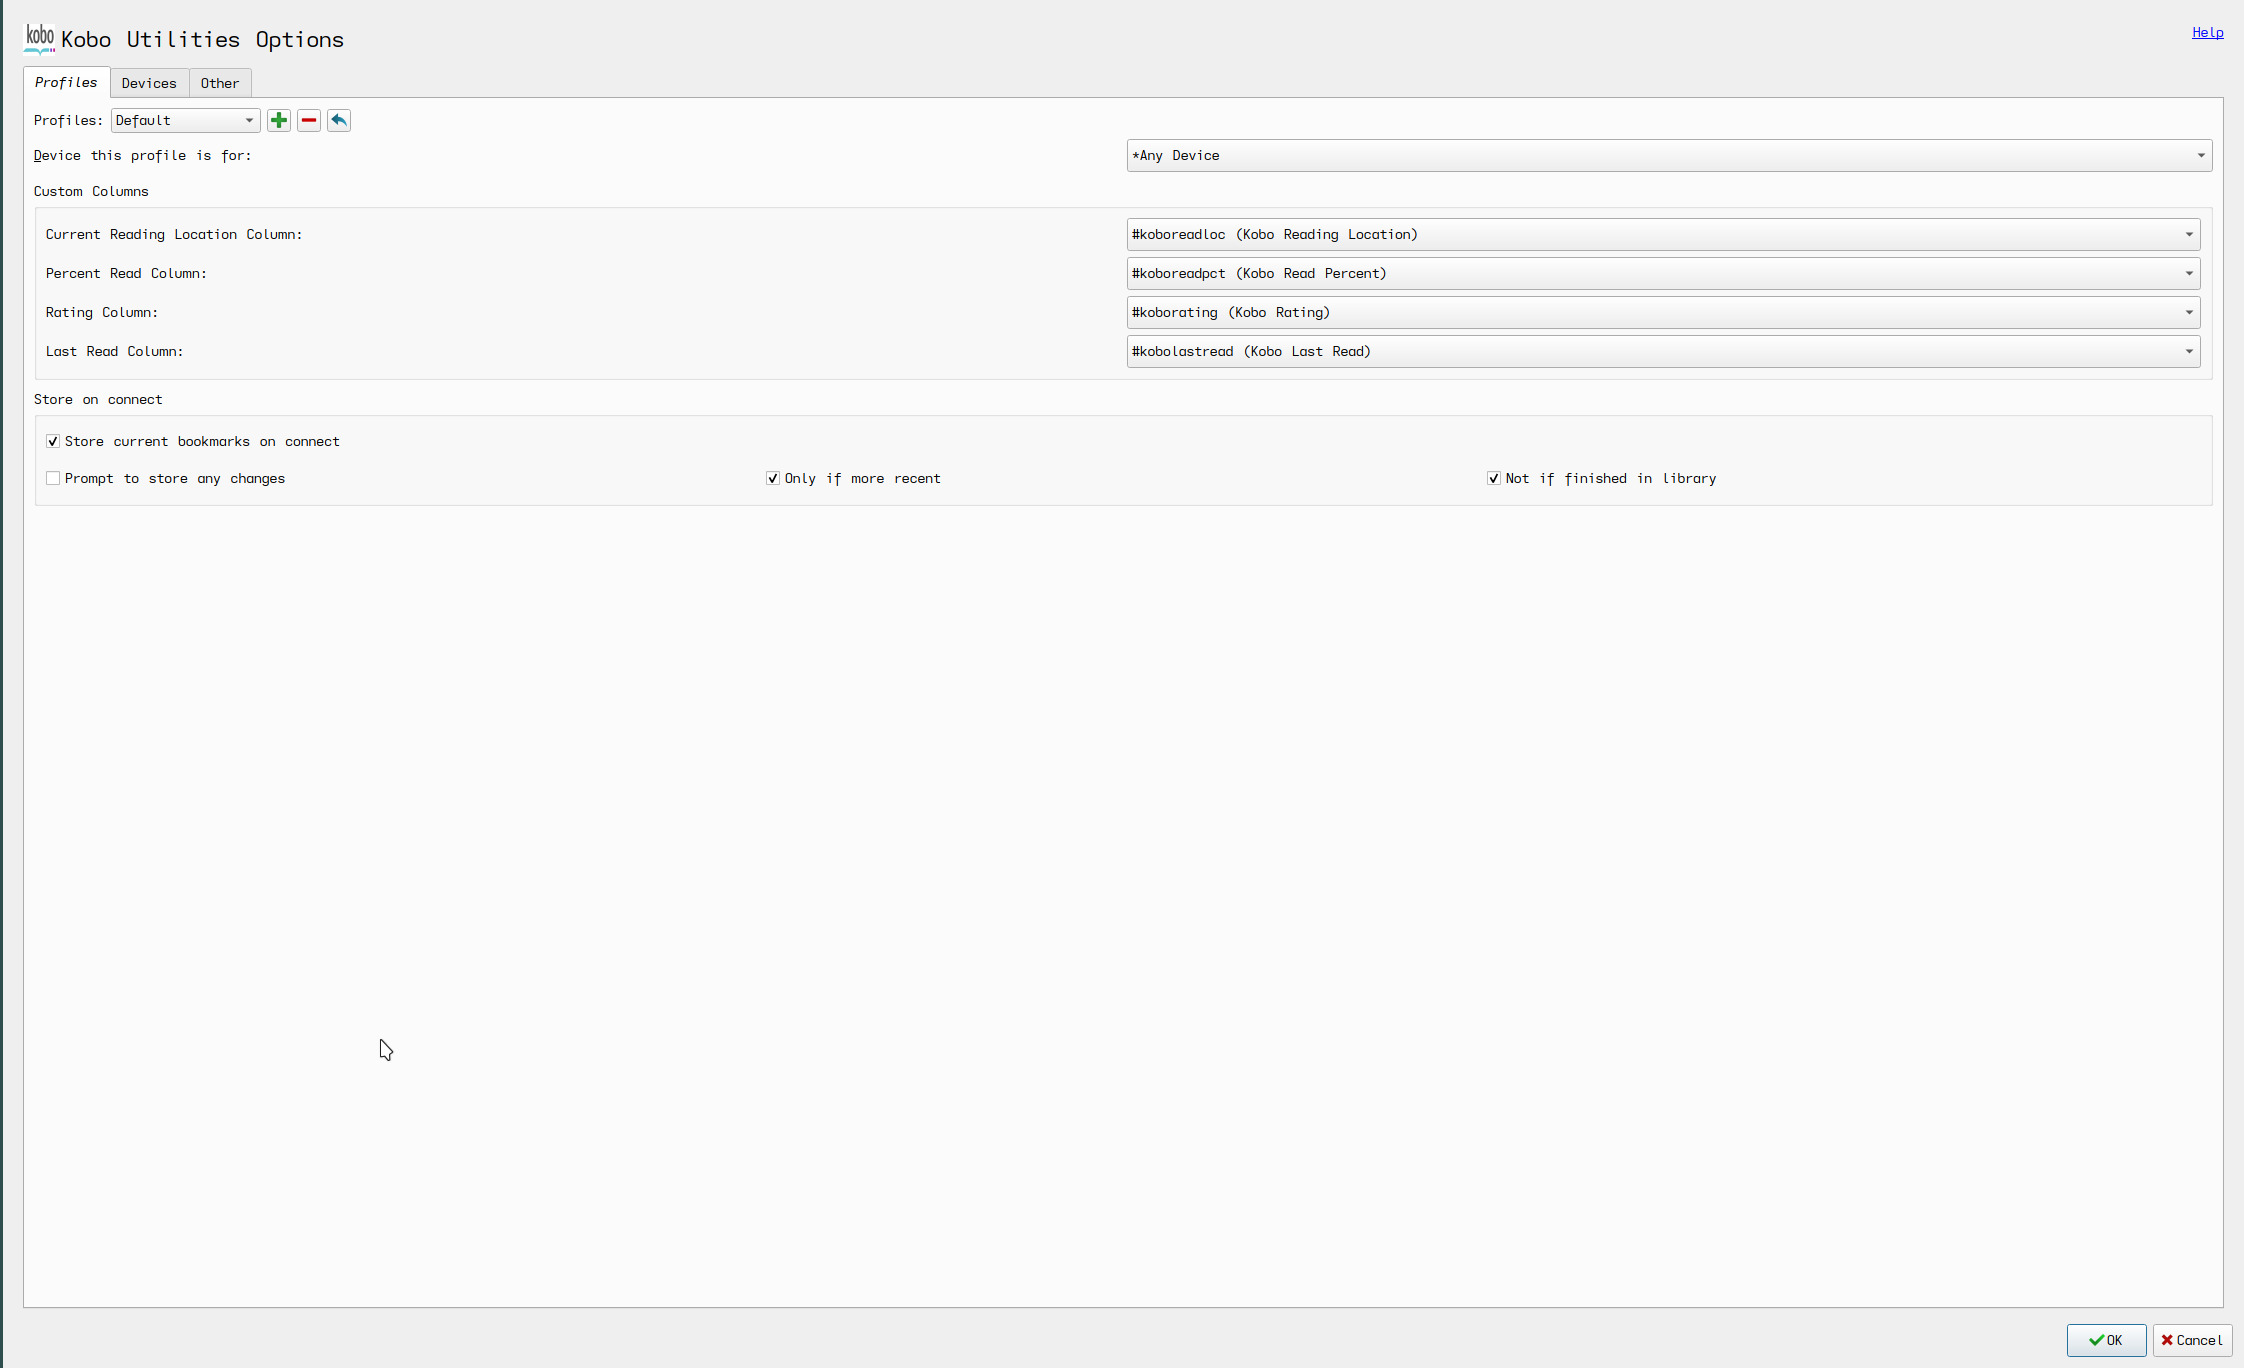 kobo Kobo Utilities Options
Help
Profiles Devices Other
Profiles: Default
Device this profile is for: *Any Device
Custom Columns
Current Reading Location Column: #koboreadloc (Kobo Reading Location)
Percent Read Column: #koboreadpct (Kobo Read Percent)
Rating Column: #koborating (Kobo Rating)
Last Read Column: #kobolastread (Kobo Last Read)
Store on connect
Store current bookmarks on connect
Prompt to store any changes Only if more recent Not if finished in library
OK Cancel